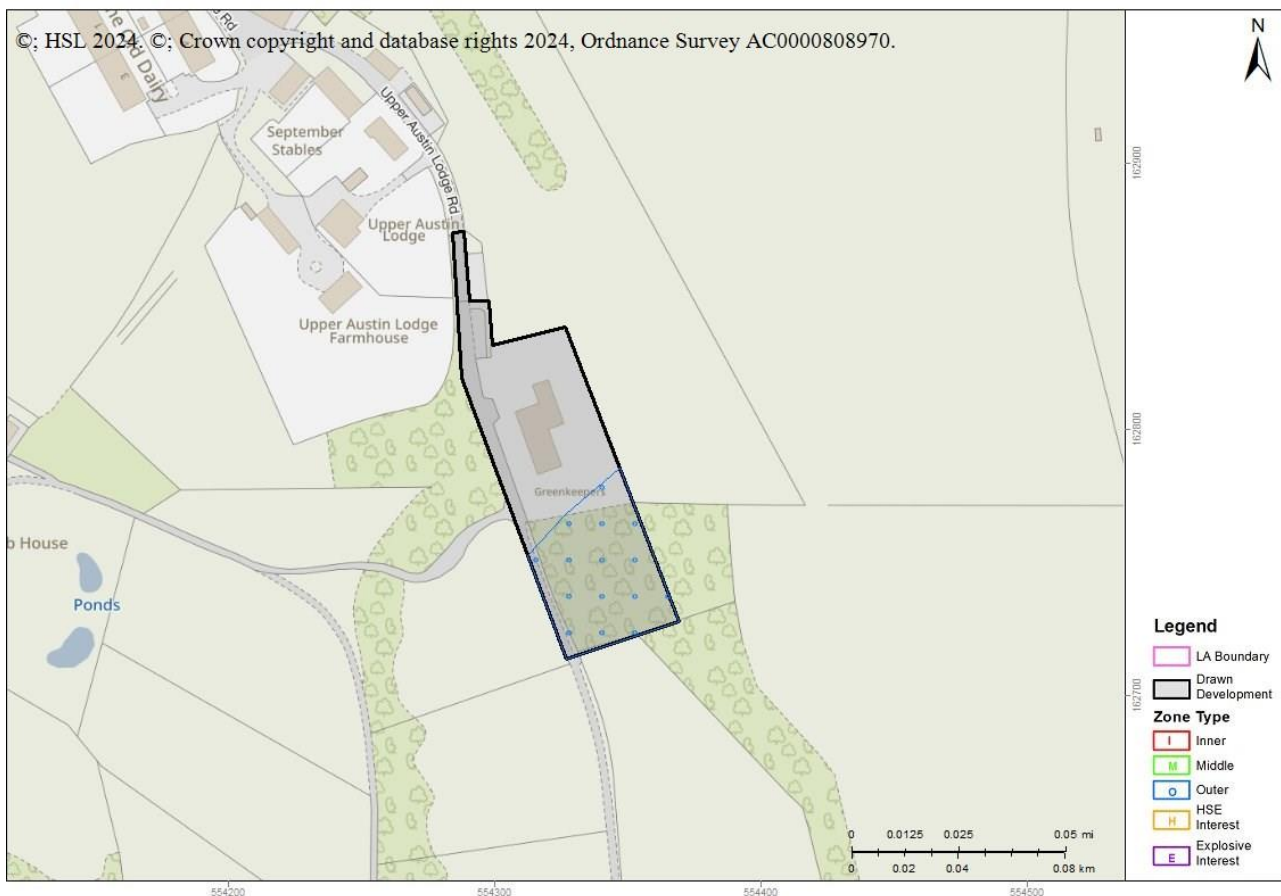 ©; HSL 2024. ©; Crown copyright and database rights 2024, Ordnance Survey AC0000808970.
N
Rd
Dairy
E
Upper Austin Lodge Rd
September
Stables
Upper Austin
Lodge
Upper Austin Lodge
Farmhouse
Greenkeepers
b House
Ponds
162900
162800
162700
Legend
LA Boundary
Drawn
Development
Zone Type
I Inner
M Middle
O Outer
H HSE
Interest
E Explosive
Interest
0 0.0125 0.025 0.05 mi
0 0.02 0.04 0.08 km
554200 554300 554400 554500